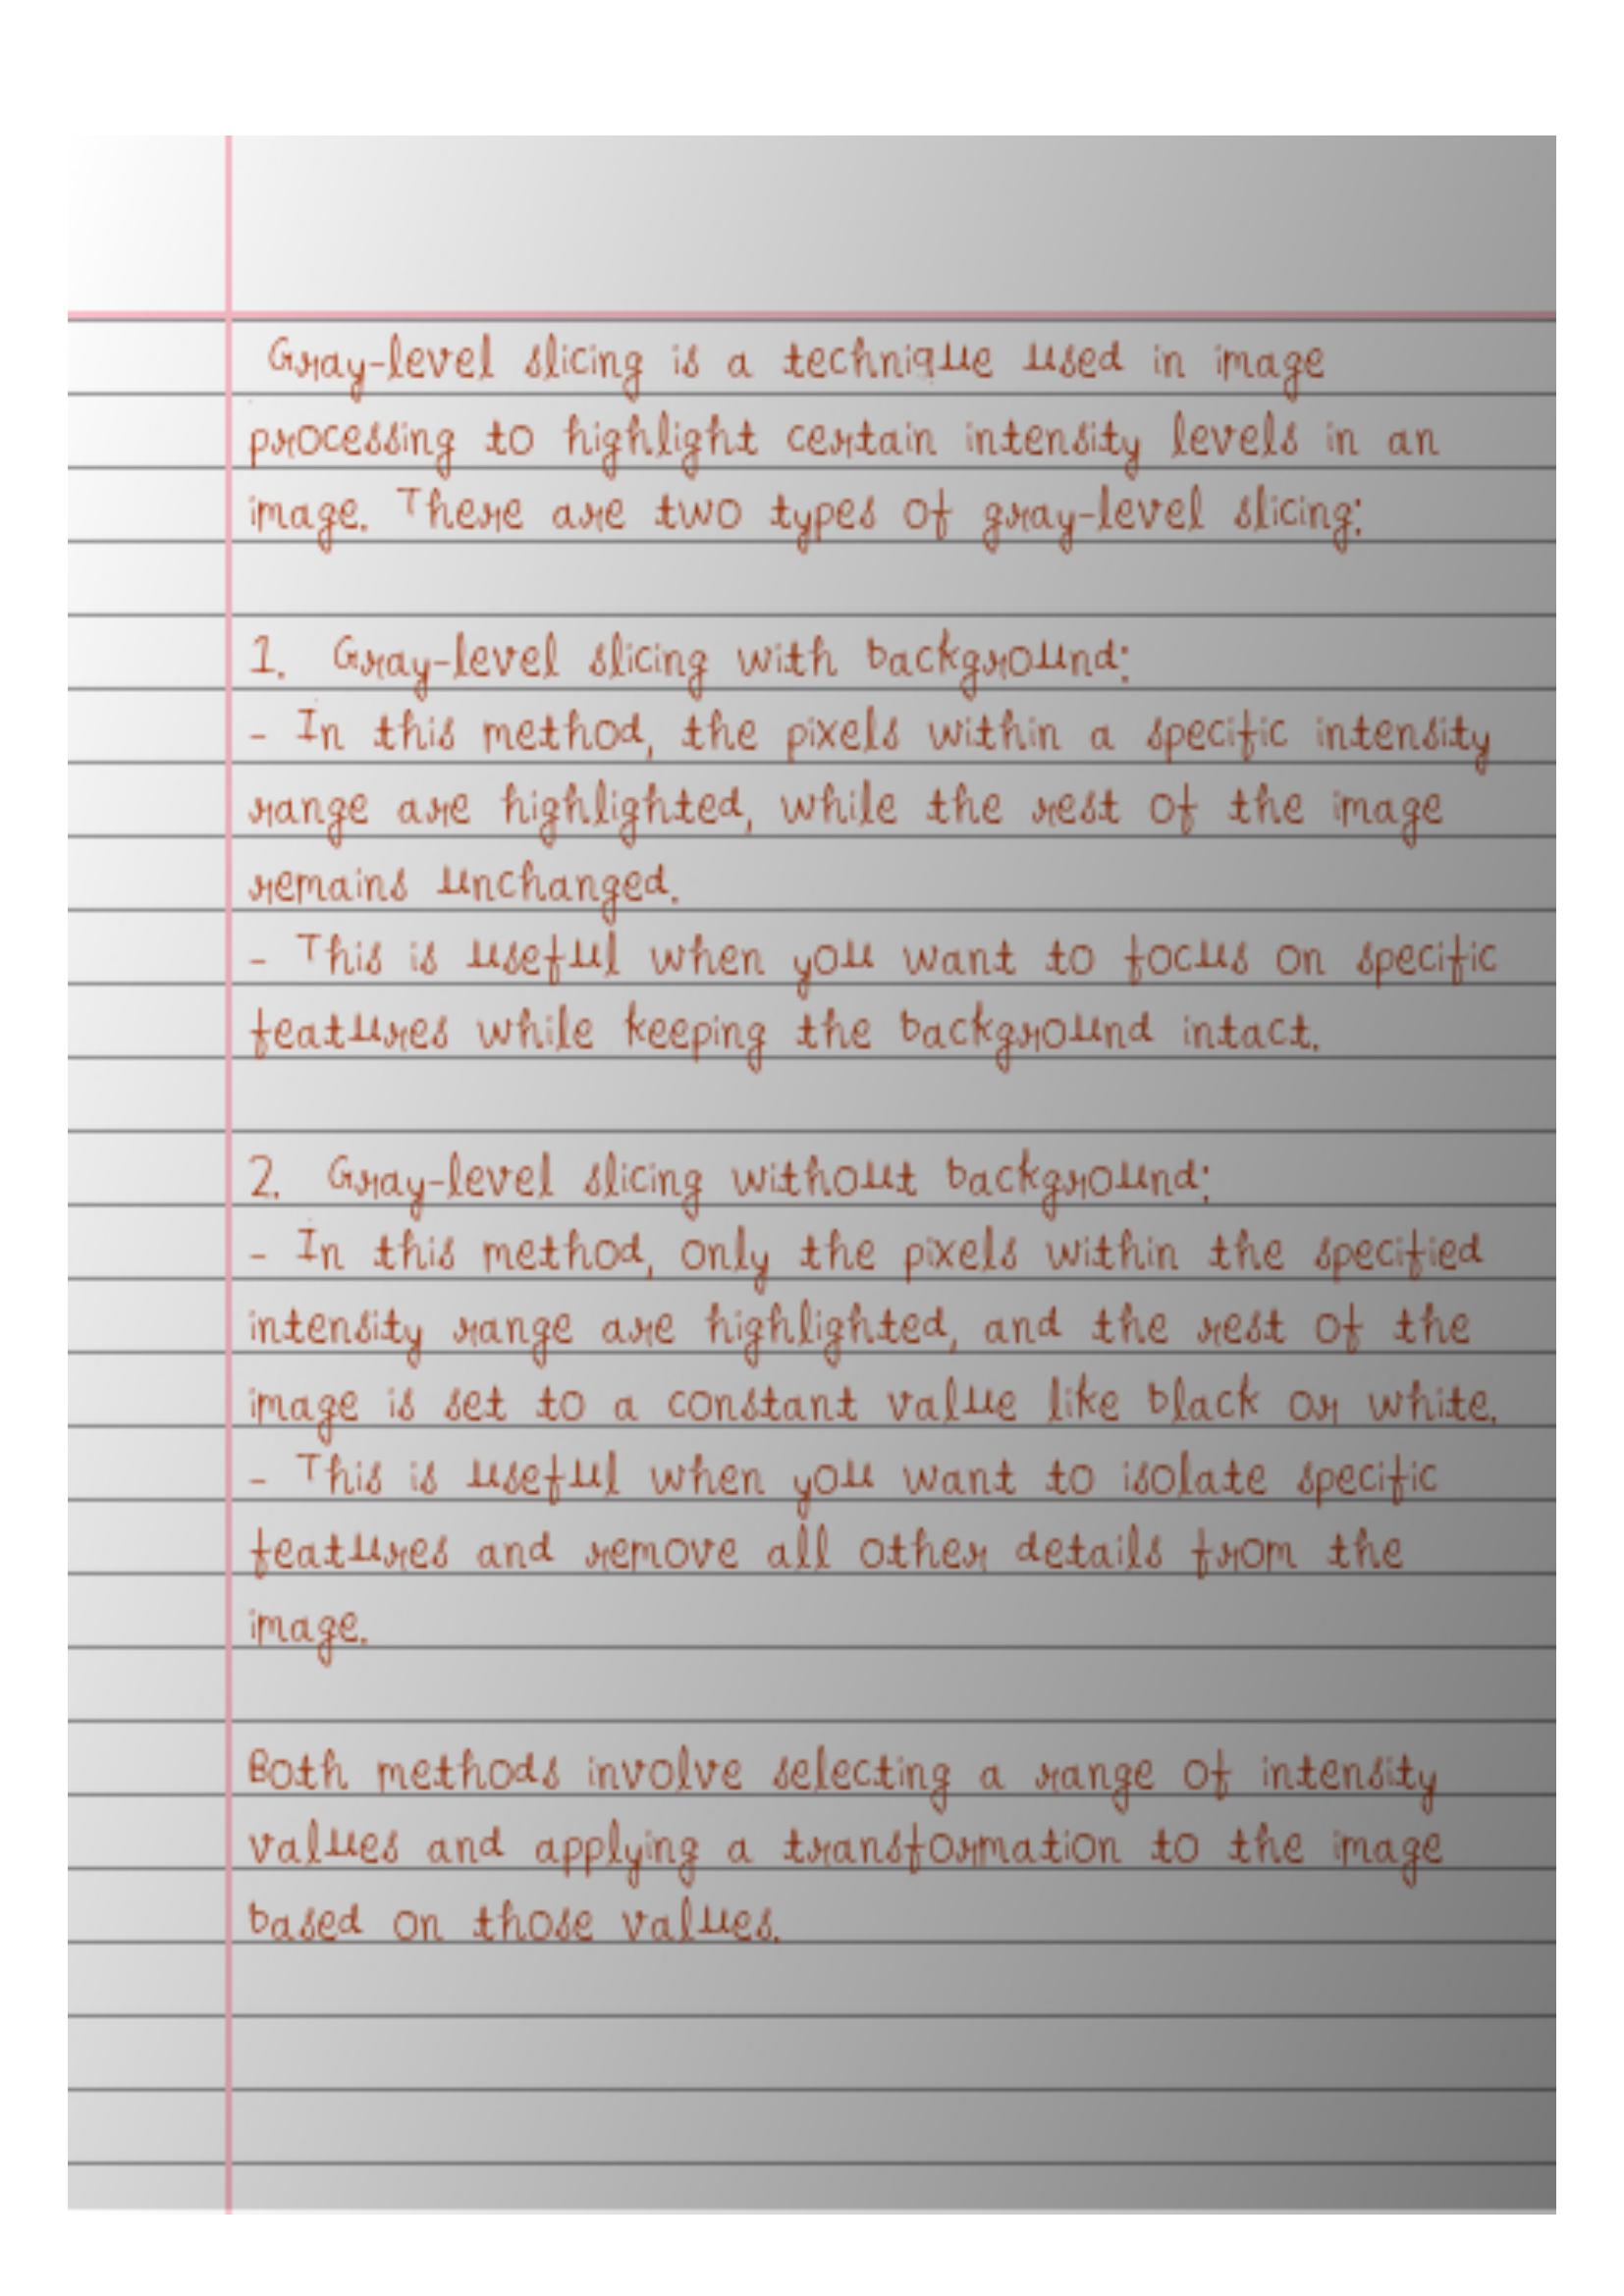 Gray-level slicing is a technique used in image
processing to highlight certain intensity levels in an
image. There are two types of gray-level slicing:
1. Gray-level slicing with background:
- In this method, the pixels within a specific intensity
range are highlighted, while the rest of the image
remains unchanged.
- This is useful when you want to focus on specific
features while keeping the background intact.
2. Gray-level slicing without background:
- In this method, only the pixels within the specified
intensity range are highlighted, and the rest of the
image is set to a constant value like black or white.
- This is useful when you want to isolate specific
features and remove all other details from the
image.
Both methods involve selecting a range of intensity
values and applying a transformation to the image
based on those values.